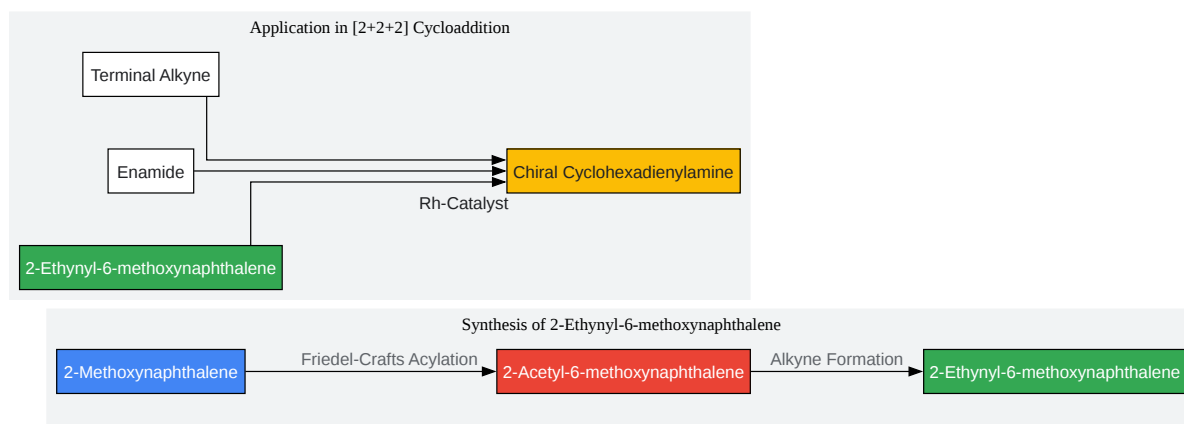 Application in [2+2+2] Cycloaddition
Terminal Alkyne
Enamide
Chiral Cyclohexadienylamine
Rh-Catalyst
2-Ethynyl-6-methoxynaphthalene
Synthesis of 2-Ethynyl-6-methoxynaphthalene
2-Methoxynaphthalene
Friedel-Crafts Acylation
2-Acetyl-6-methoxynaphthalene
Alkyne Formation
2-Ethynyl-6-methoxynaphthalene